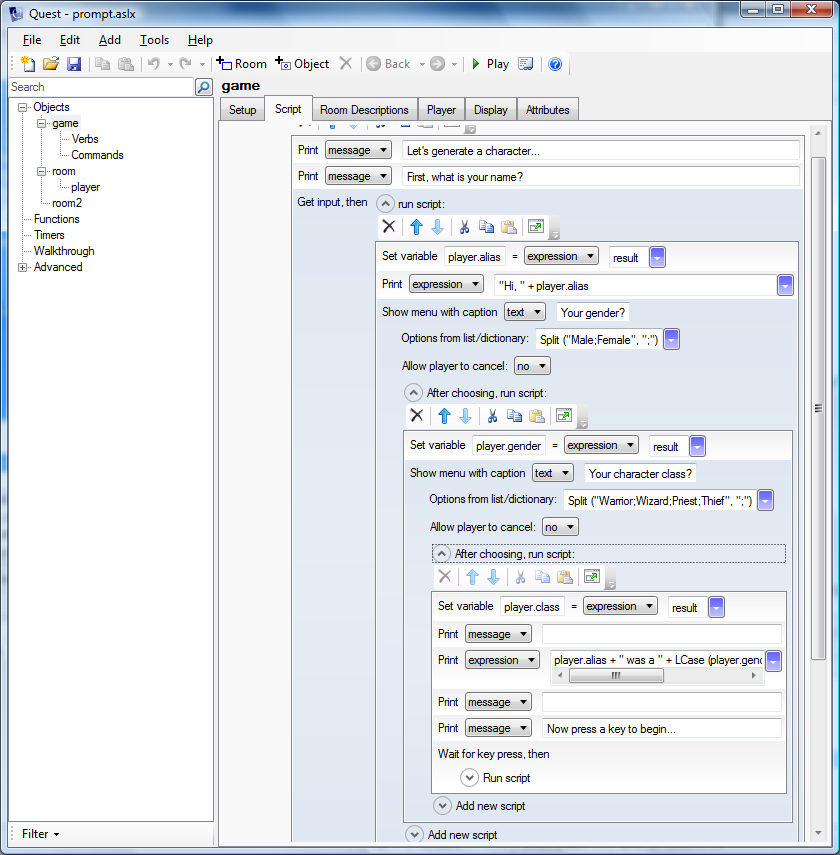 Quest - prompt.aslx
File Edit Add Tools Help
Room Object Back Play
Search
game
Setup Script Room Descriptions Player Display Attributes
Objects
game
Verbs
Commands
room
player
room2
Functions
Timers
Walkthrough
Advanced
Filter
Print message Let's generate a character...
Print message First, what is your name?
Get input, then run script:
Set variable player.alias = expression result
Print expression "Hi, " + player.alias
Show menu with caption text Your gender?
Options from list/dictionary: Split ("Male;Female", ";")
Allow player to cancel: no
After choosing, run script:
Set variable player.gender = expression result
Show menu with caption text Your character class?
Options from list/dictionary: Split ("Warrior;Wizard;Priest;Thief", ";")
Allow player to cancel: no
After choosing, run script:
Set variable player.class = expression result
Print message
Print expression player.alias + " was a " + LCase (player.gend
Print message
Print message Now press a key to begin...
Wait for key press, then
Run script
Add new script
Add new script